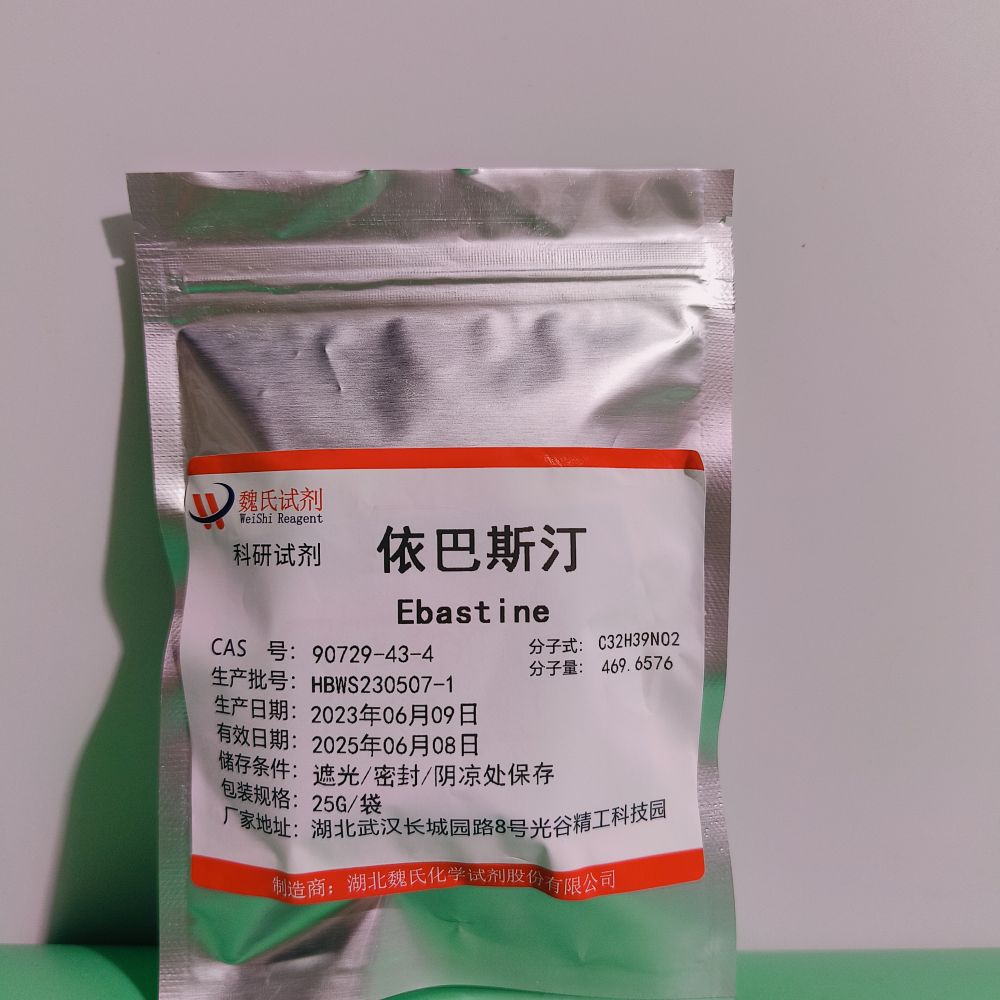 魏氏试剂
WeiShi Reagent
科研试剂
依巴斯汀
Ebastine
CAS 号： 90729-43-4
分子式： C32H39NO2
分子量： 469.6576
生产批号： HBWS230507-1
生产日期： 2023年06月09日
有效日期： 2025年06月08日
储存条件： 遮光/密封/阴凉处保存
包装规格： 25G/袋
厂家地址： 湖北武汉长城园路8号光谷精工科技园
制造商： 湖北魏氏化学试剂股份有限公司